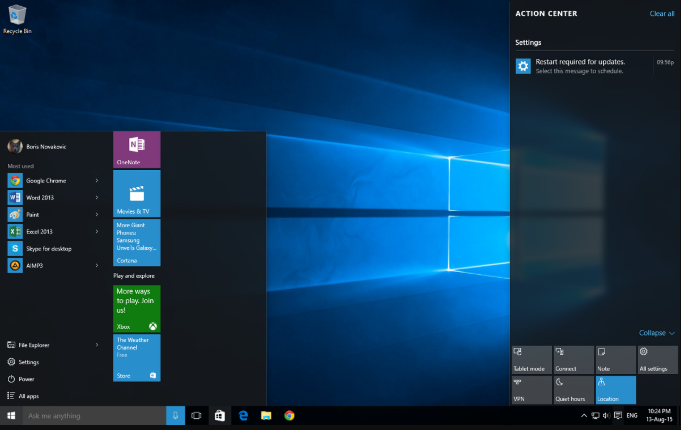 Recycle Bin
Boris Novakovic
Most used
Google Chrome
Word 2013
Paint
Excel 2013
Skype for desktop
AIMP3
File Explorer
Settings
Power
All apps
OneNote
Movies & TV
More Giant
Phones:
Samsung
Unveils Galaxy...
Cortana
Play and explore
More ways
to play. Join
us!
Xbox
The Weather
Channel
Free
Store
ACTION CENTER
Clear all
Settings
Restart required for updates.
09:56p
Select this message to schedule.
Collapse
Tablet mode
Connect
Note
All settings
VPN
Quiet hours
Location
Ask me anything
ENG
10:24 PM
13-Aug-15